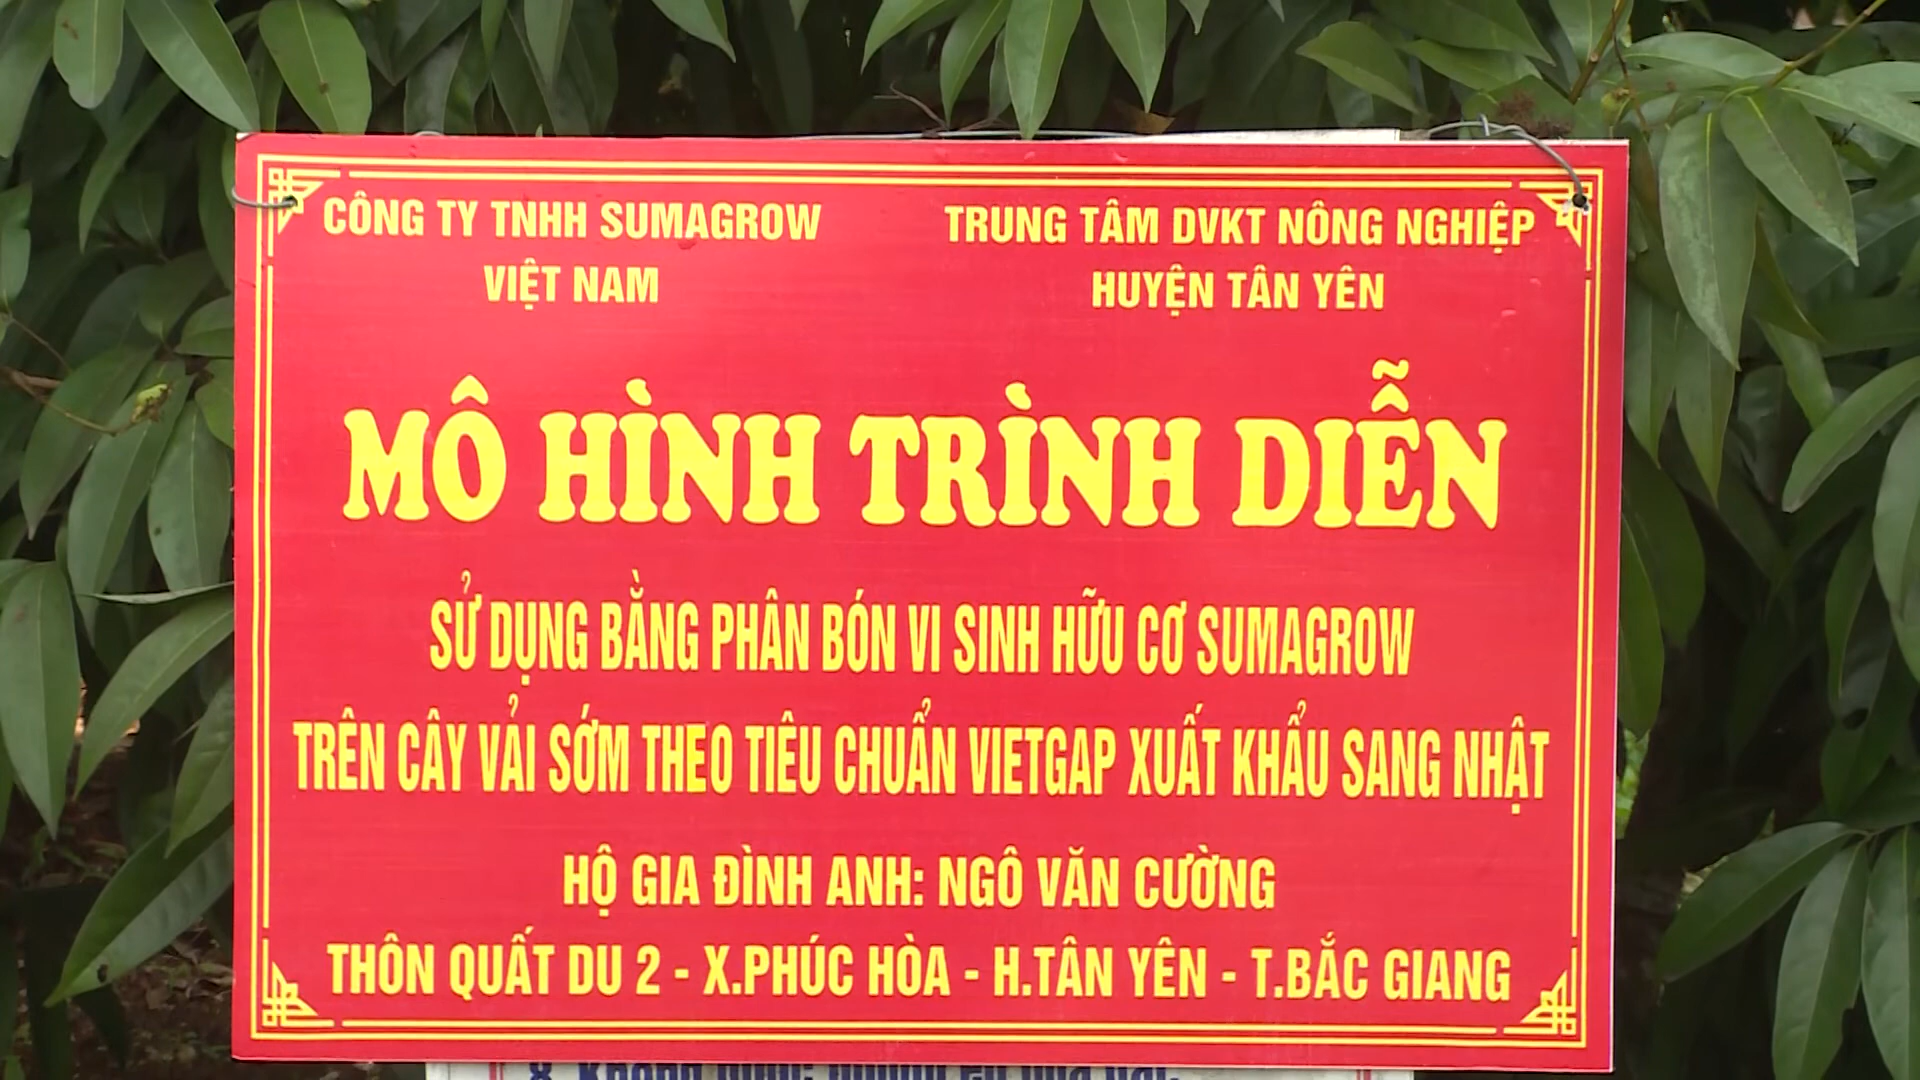 CÔNG TY TNHH SUMAGROW
VIỆT NAM
TRUNG TÂM DVKT NÔNG NGHIỆP
HUYỆN TÂN YÊN
MÔ HÌNH TRÌNH DIỄN
SỬ DỤNG BẰNG PHÂN BÓN VI SINH HỮU CƠ SUMAGROW
TRÊN CÂY VẢI SỚM THEO TIÊU CHUẨN VIETGAP XUẤT KHẨU SANG NHẬT
HỘ GIA ĐÌNH ANH: NGÔ VĂN CƯỜNG
THÔN QUẤT DU 2 - X.PHÚC HÒA - H.TÂN YÊN - T.BẮC GIANG